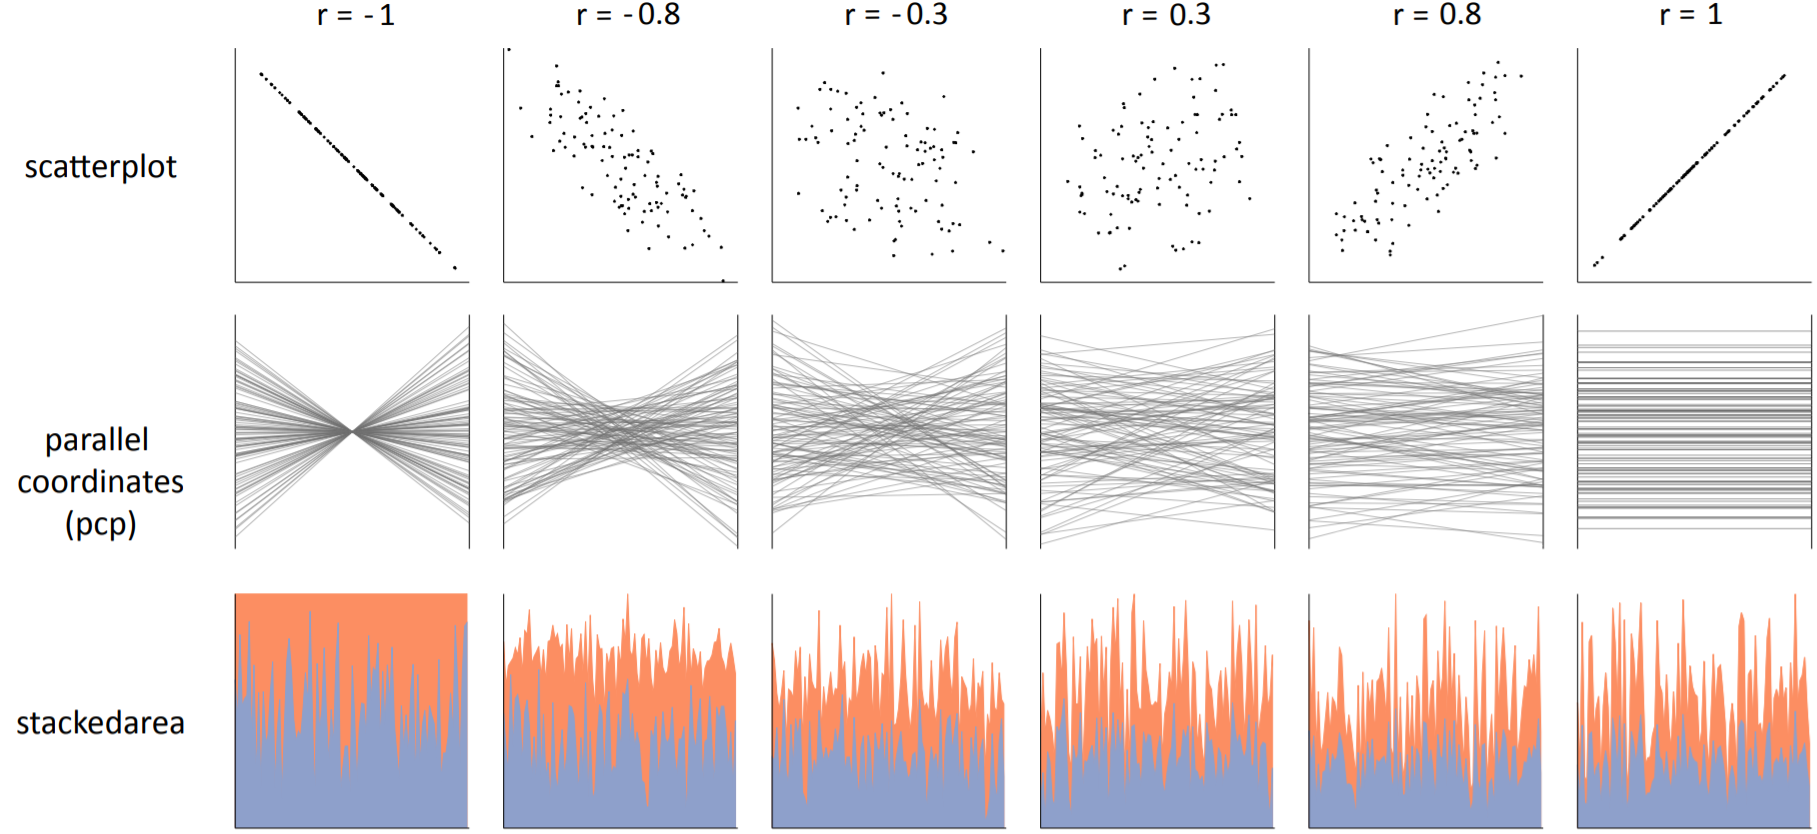 r = - 1
r = -0.8
r = -0.3
r = 0.3
r = 0.8
r = 1
scatterplot
parallel
coordinates
(pcp)
stackedarea